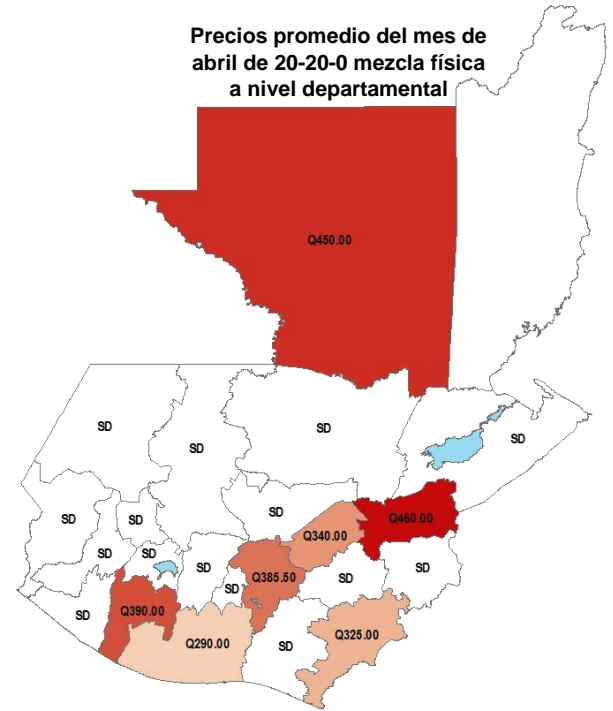 Precios promedio del mes de
abril de 20-20-0 mezcla física
a nivel departamental
Q450.00
SD
SD
SD
SD
SD
SD
SD
Q460.00
Q340.00
SD
SD
SD
Q385.50
SD
SD
SD
Q390.00
SD
Q290.00
SD
Q325.00